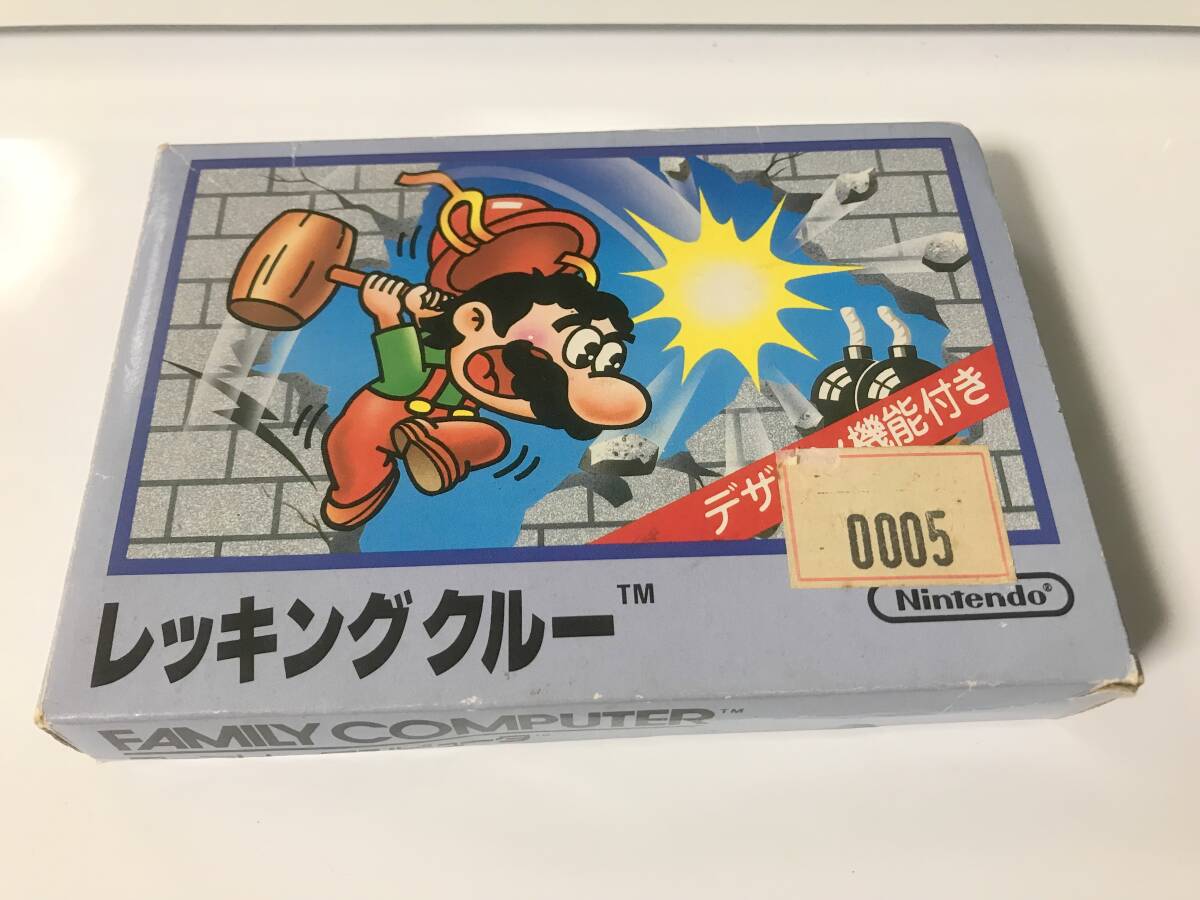 デザ 機能付き
0005
レッキングクルー™
Nintendo®
FAMILY COMPUTER™